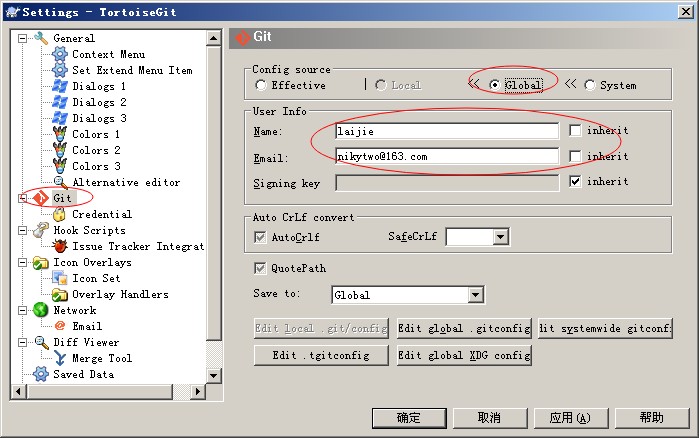 Settings - TortoiseGit
General
Context Menu
Set Extend Menu Item
Dialogs 1
Dialogs 2
Dialogs 3
Colors 1
Colors 2
Colors 3
Alternative editor
Git
Credential
Hook Scripts
Issue Tracker Integrat
Icon Overlays
Icon Set
Overlay Handlers
Network
Email
Diff Viewer
Merge Tool
Saved Data
Git
Config source
Effective | Local << Global << System
User Info
Name: laijie inherit
Email: nikytwo@163.com inherit
Signing key inherit
Auto CrLf convert
AutoCrlf SafeCrLf
QuotePath
Save to: Global
Edit local .git/config Edit global .gitconfig dit systemwide gitconfi
Edit .tgitconfig Edit global XDG config
确定 取消 应用(A) 帮助